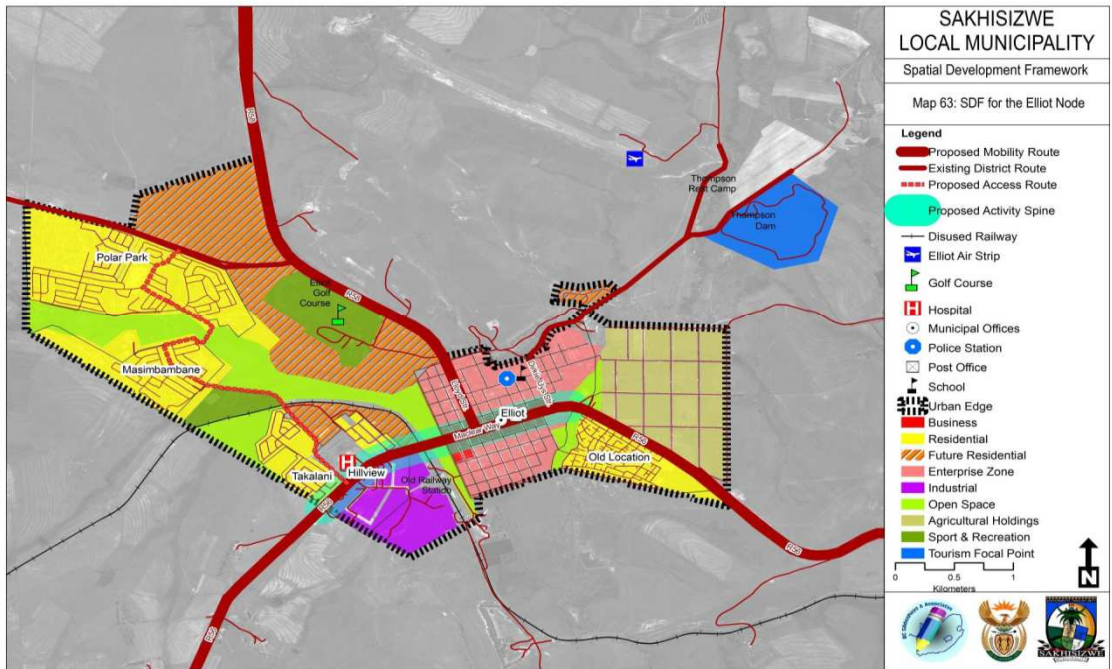 SAKHISIZWE
LOCAL MUNICIPALITY
Spatial Development Framework
Map 63: SDF for the Elliot Node
Legend
Proposed Mobility Route
Existing District Route
Proposed Access Route
Proposed Activity Spine
Disused Railway
Elliot Air Strip
Golf Course
Hospital
Municipal Offices
Police Station
Post Office
School
Urban Edge
Business
Residential
Future Residential
Enterprise Zone
Industrial
Open Space
Agricultural Holdings
Sport & Recreation
Tourism Focal Point
0 0.5 1
Kilometers
N
SAKHISIZWE
Thompson
Rest Camp
Thompson
Dam
Polar Park
Elliot
Golf
Course
R58
Masimbambane
Elliot
Maclear Way
Takalani
H
Hillview
Old Railway
Station
Old Location